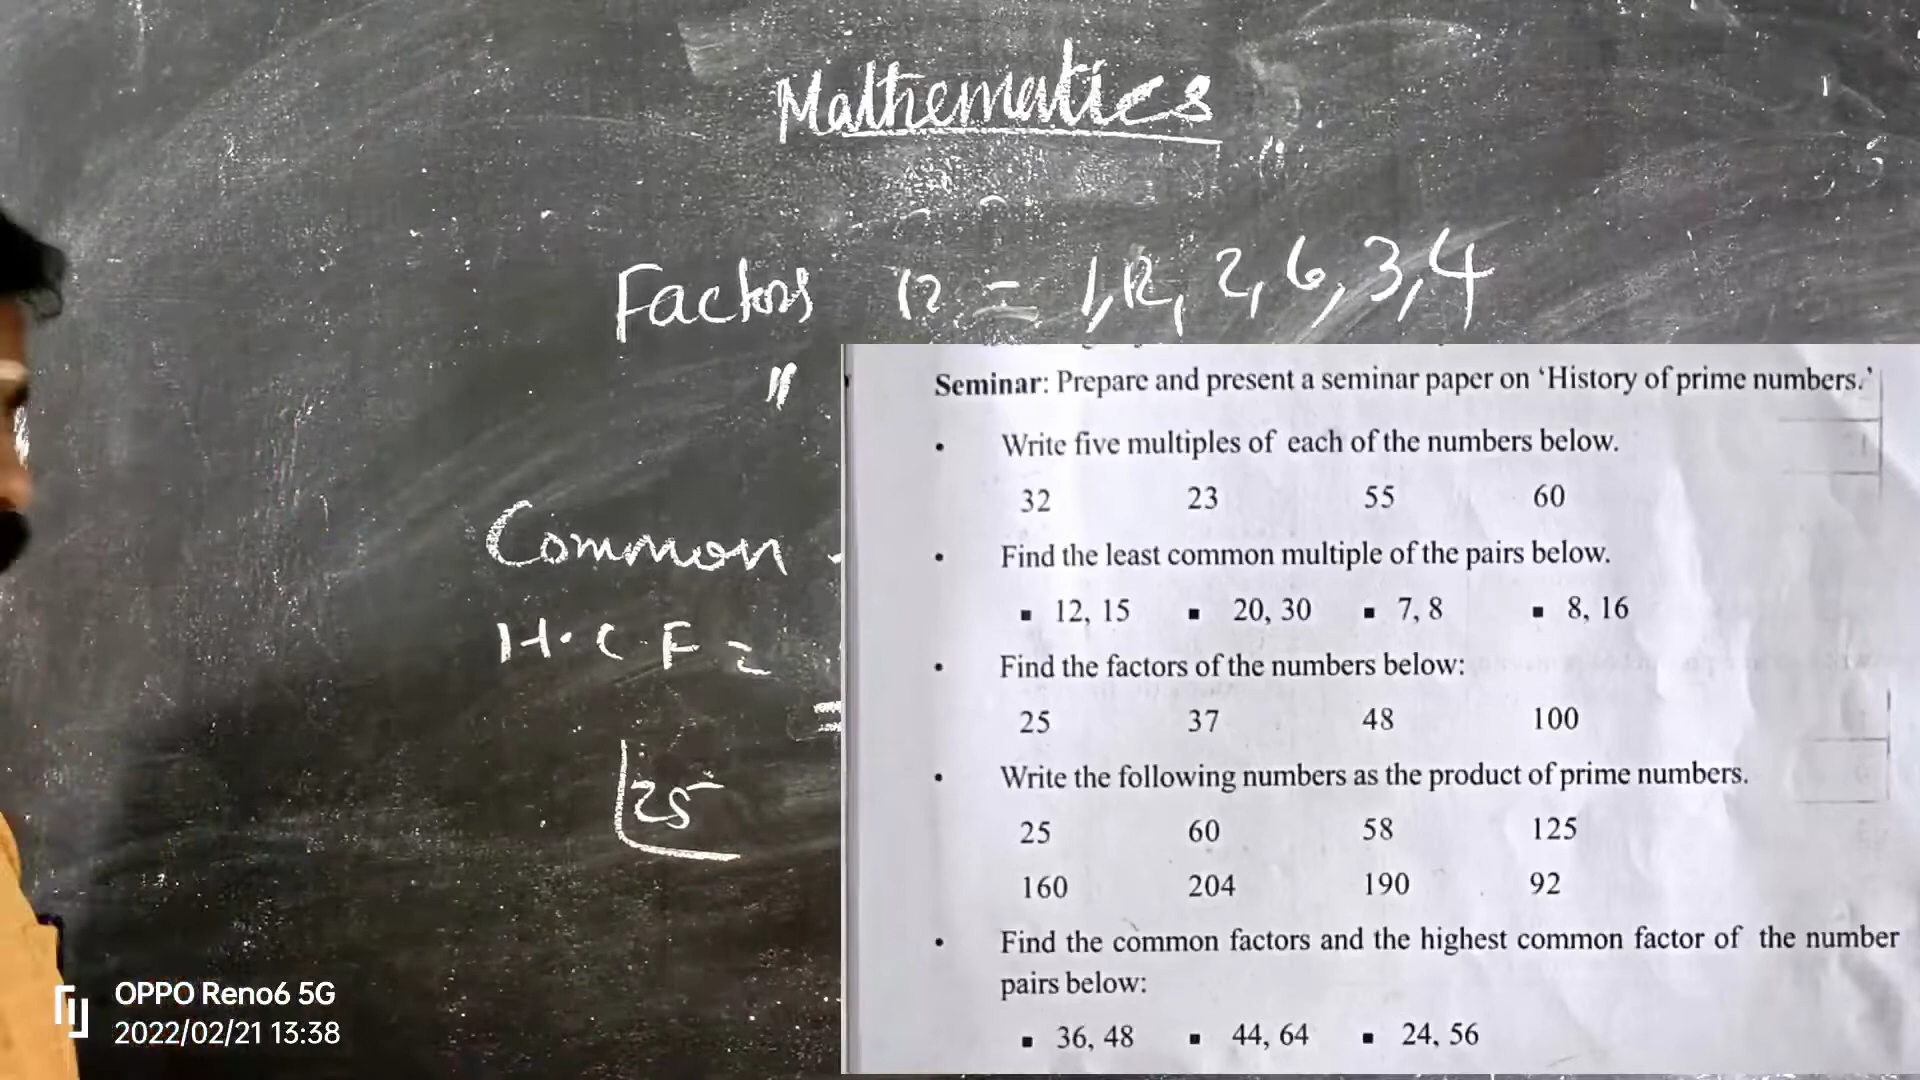 Mathematics
Factors 12 = 1, 12, 2, 6, 3, 4
"
Common
H.C.F =
=
25
Seminar: Prepare and present a seminar paper on ‘History of prime numbers.’
• Write five multiples of each of the numbers below.
32 23 55 60
• Find the least common multiple of the pairs below.
▪ 12, 15 ▪ 20, 30 ▪ 7, 8 ▪ 8, 16
• Find the factors of the numbers below:
25 37 48 100
• Write the following numbers as the product of prime numbers.
25 60 58 125
160 204 190 92
• Find the common factors and the highest common factor of the number
pairs below:
▪ 36, 48 ▪ 44, 64 ▪ 24, 56
OPPO Reno6 5G
2022/02/21 13:38